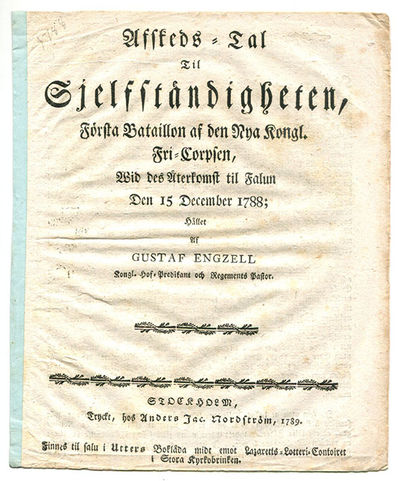 Afskeds-Tal
Til
Sjelfständigheten,
Första Bataillon af den Nya Kongl.
Fri-Corpsen,
Wid des Återkomst til Falun
Den 15 December 1788;
Hållet
Af
GUSTAF ENGZELL
Kongl. Hof-Predikant och Regements Pastor.
STOCKHOLM,
Tryckt, hos Anders Jac. Nordström, 1789.
Finnes til salu i Utters Boklåda midt emot Lazaretts-Lotteri-Contoiret
i Stora Kyrkobrinken.